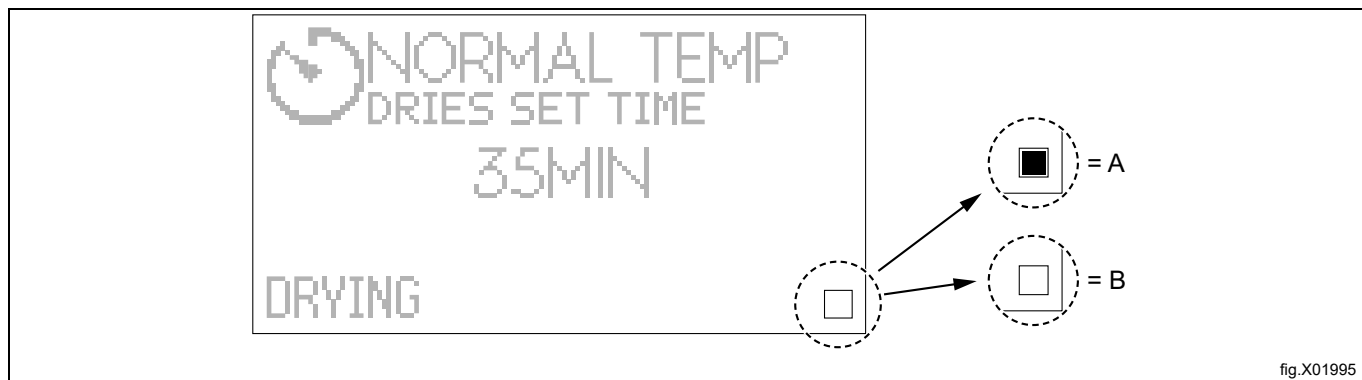 NORMAL TEMP
DRIES SET TIME
35MIN
DRYING
= A
= B
fig.X01995